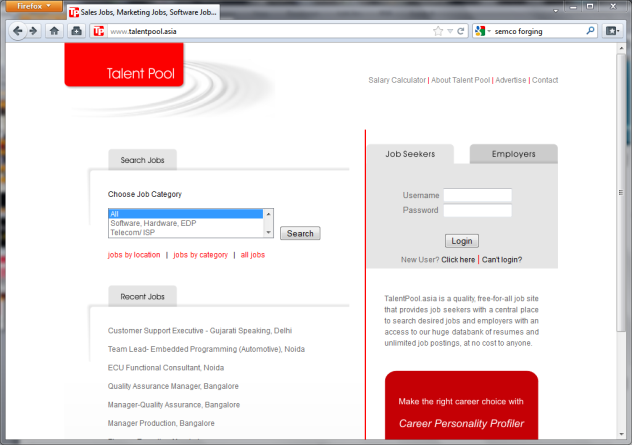 Firefox
Sales Jobs, Marketing Jobs, Software Job...
www.talentpool.asia
semco forging
Talent Pool
Salary Calculator | About Talent Pool | Advertise | Contact
Search Jobs
Choose Job Category
All
Software, Hardware, EDP
Telecom/ ISP
Search
jobs by location | jobs by category | all jobs
Recent Jobs
Customer Support Executive - Gujarati Speaking, Delhi
Team Lead- Embedded Programming (Automotive), Noida
ECU Functional Consultant, Noida
Quality Assurance Manager, Bangalore
Manager-Quality Assurance, Bangalore
Manager Production, Bangalore
Job Seekers
Employers
Username
Password
Login
New User? Click here | Can't login?
TalentPool.asia is a quality, free-for-all job site
that provides job seekers with a central place
to search desired jobs and employers with an
access to our huge databank of resumes and
unlimited job postings, at no cost to anyone.
Make the right career choice with
Career Personality Profiler